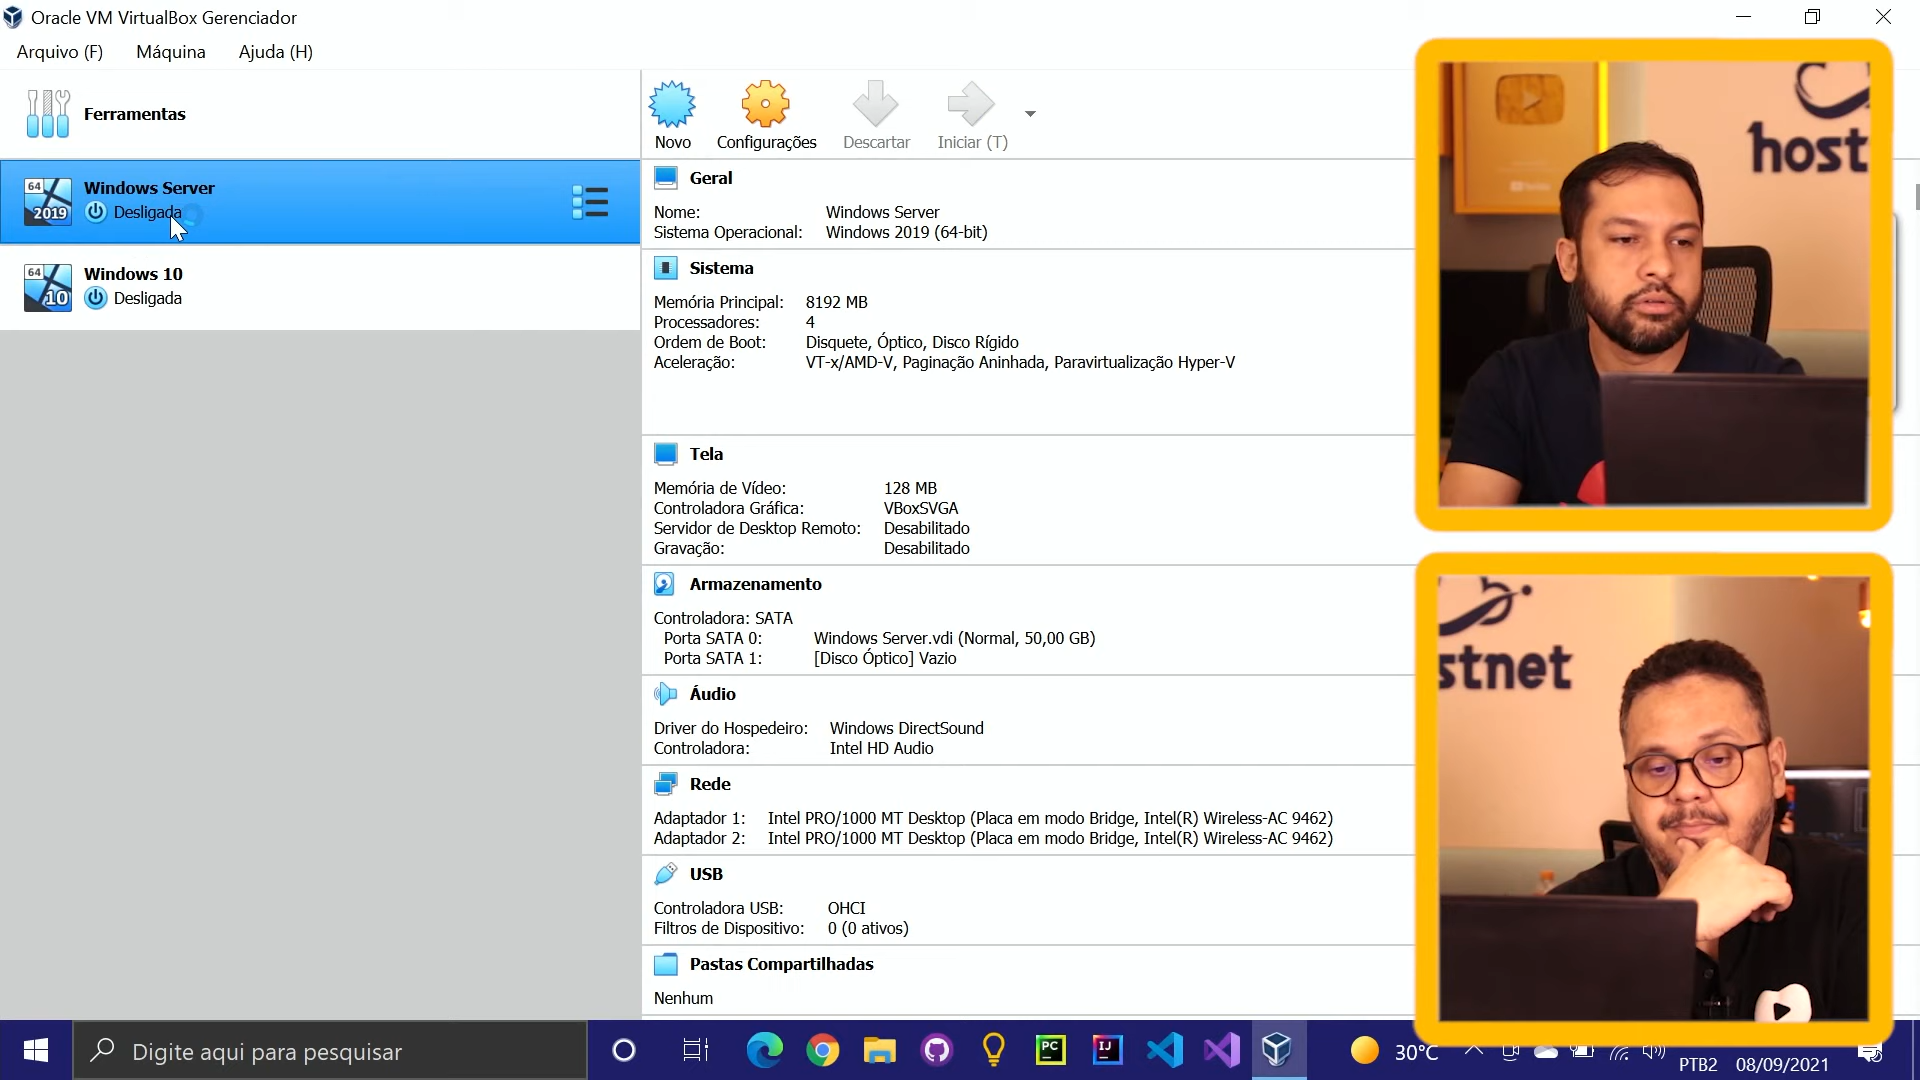 Oracle VM VirtualBox Gerenciador
Arquivo (F) Máquina Ajuda (H)
Ferramentas
Novo Configurações Descartar Iniciar (T)
64
2019
Windows Server
Desligada
64
10
Windows 10
Desligada
Geral
Nome: Windows Server
Sistema Operacional: Windows 2019 (64-bit)
Sistema
Memória Principal: 8192 MB
Processadores: 4
Ordem de Boot: Disquete, Óptico, Disco Rígido
Aceleração: VT-x/AMD-V, Paginação Aninhada, Paravirtualização Hyper-V
Tela
Memória de Vídeo: 128 MB
Controladora Gráfica: VBoxSVGA
Servidor de Desktop Remoto: Desabilitado
Gravação: Desabilitado
Armazenamento
Controladora: SATA
Porta SATA 0: Windows Server.vdi (Normal, 50,00 GB)
Porta SATA 1: [Disco Óptico] Vazio
Áudio
Driver do Hospedeiro: Windows DirectSound
Controladora: Intel HD Audio
Rede
Adaptador 1: Intel PRO/1000 MT Desktop (Placa em modo Bridge, Intel(R) Wireless-AC 9462)
Adaptador 2: Intel PRO/1000 MT Desktop (Placa em modo Bridge, Intel(R) Wireless-AC 9462)
USB
Controladora USB: OHCI
Filtros de Dispositivo: 0 (0 ativos)
Pastas Compartilhadas
Nenhum
host
stnet
Digite aqui para pesquisar
PC
IJ
30°C
PTB2 08/09/2021